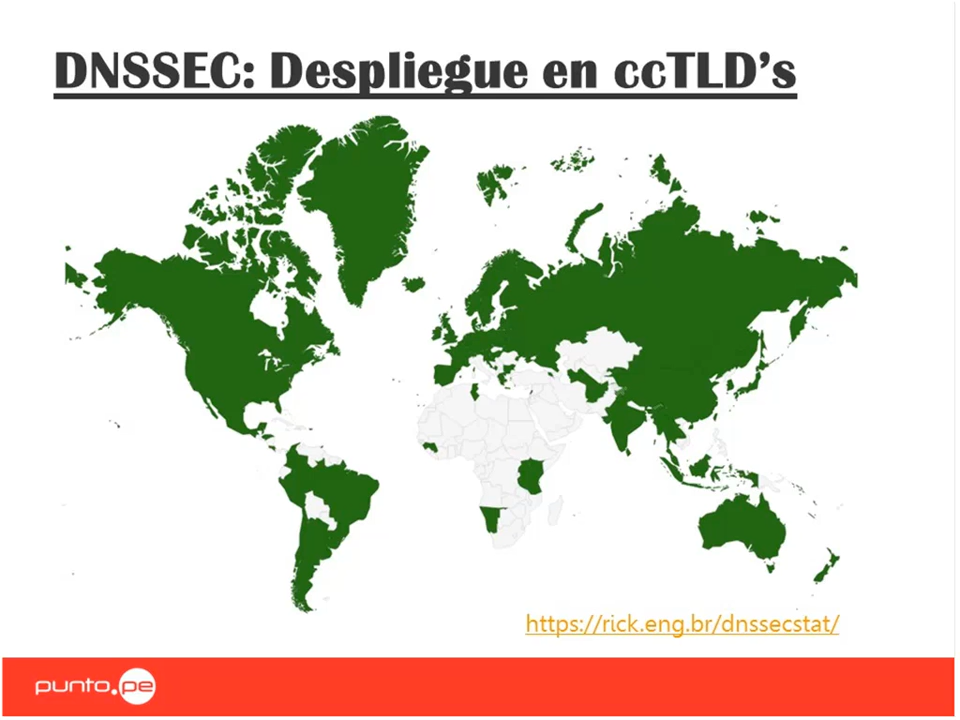 DNSSEC: Despliegue en ccTLD’s
https://rick.eng.br/dnssecstat/
punto.pe